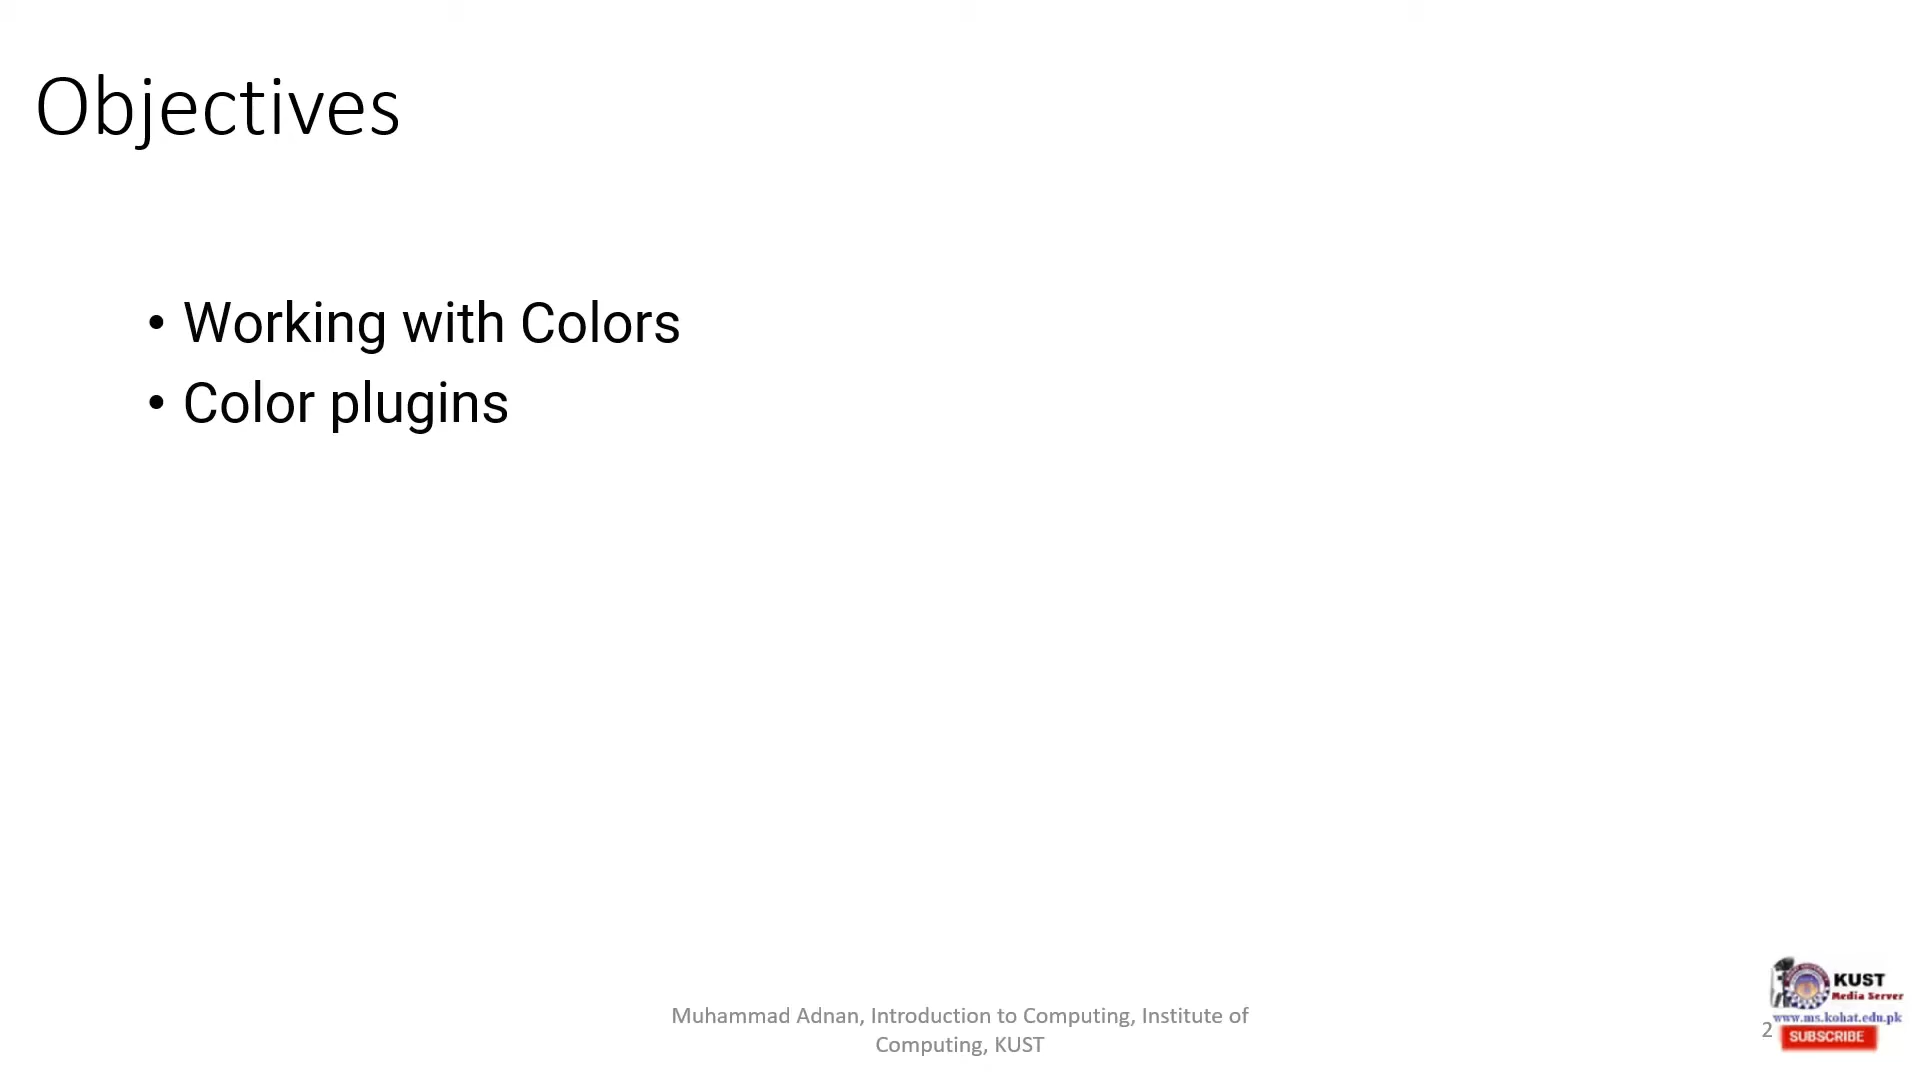 Objectives
• Working with Colors
• Color plugins
Muhammad Adnan, Introduction to Computing, Institute of
Computing, KUST
2
KUST
Media Server
www.ms.kohat.edu.pk
SUBSCRIBE